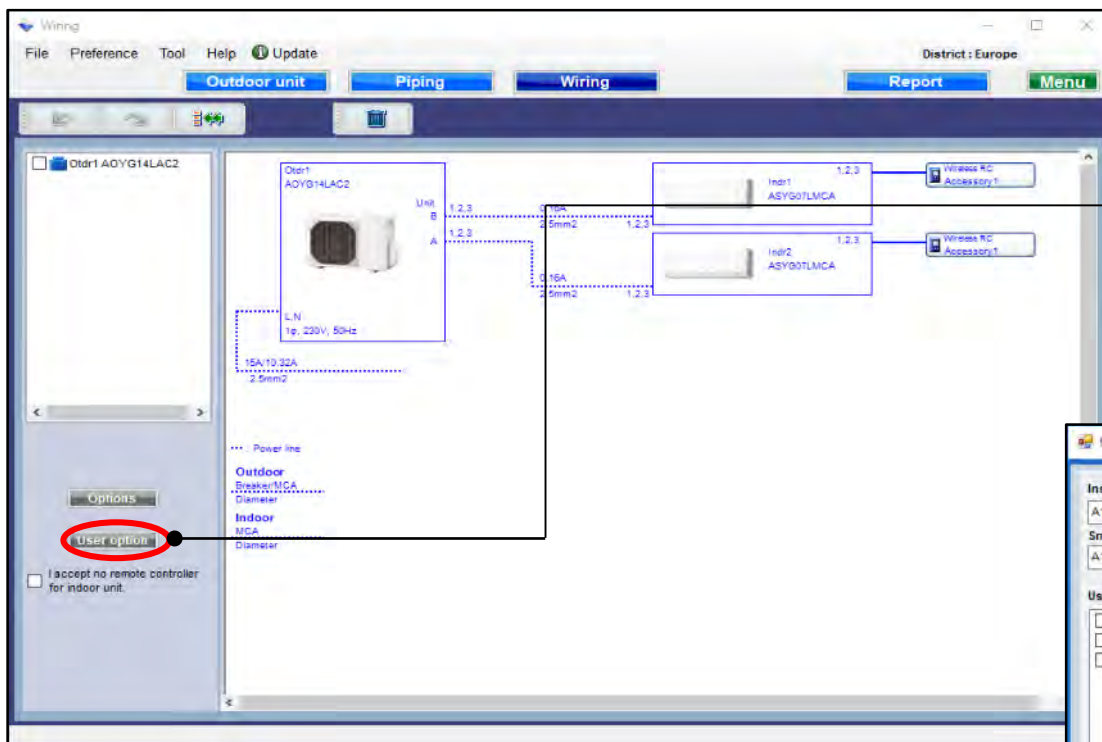 Wiring
File Preference Tool Help Update
District : Europe
Outdoor unit Piping Wiring Report Menu
Otdr1 AOYG14LAC2
Otdr1
AOYG14LAC2
Unit
B
A
1,2,3
1,2,3
0.16A
2.5mm2 1,2,3
0.16A
2.5mm2 1,2,3
1,2,3
Indr1
ASYG07LMCA
Wireless RC
Accessory1
1,2,3
Indr2
ASYG07LMCA
Wireless RC
Accessory1
L,N
1φ, 230V, 50Hz
15A/10.32A
2.5mm2
: Power line
Outdoor
Breaker/MCA
Diameter
Indoor
MCA
Diameter
Options
User option
I accept no remote controller
for indoor unit.